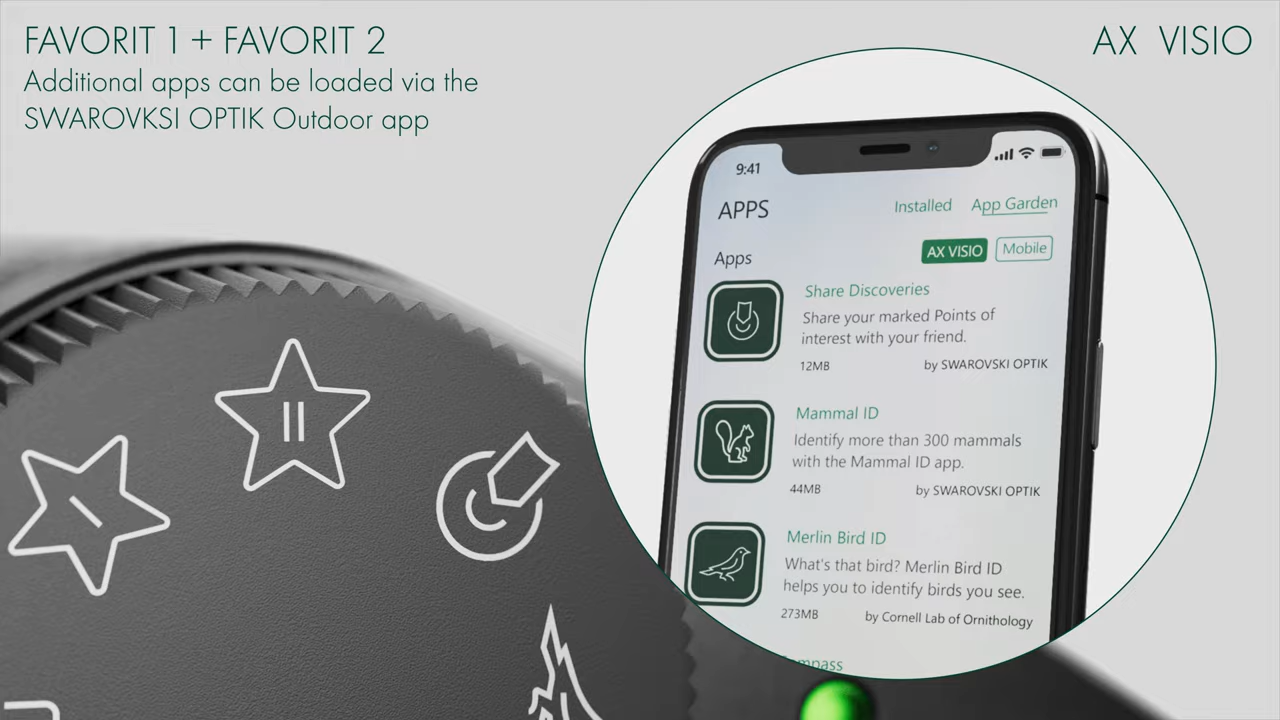 FAVORIT 1 + FAVORIT 2
Additional apps can be loaded via the
SWAROVKSI OPTIK Outdoor app
AX VISIO
9:41
APPS
Installed
App Garden
Apps
AX VISIO
Mobile
Share Discoveries
Share your marked Points of
interest with your friend.
12MB
by SWAROVSKI OPTIK
Mammal ID
Identify more than 300 mammals
with the Mammal ID app.
44MB
by SWAROVSKI OPTIK
Merlin Bird ID
What's that bird? Merlin Bird ID
helps you to identify birds you see.
273MB
by Cornell Lab of Ornithology
I
II